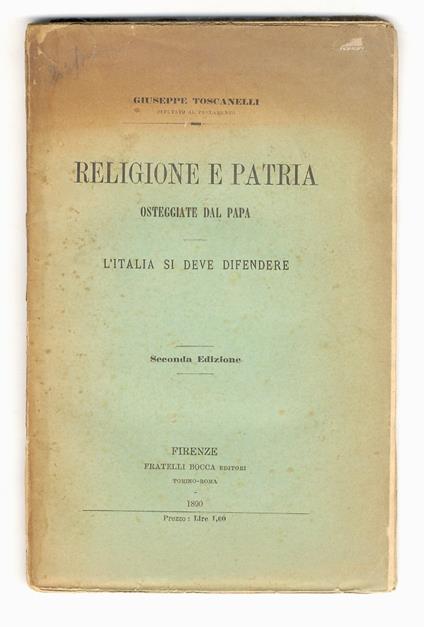 GIUSEPPE TOSCANELLI
DEPUTATO AL PARLAMENTO
RELIGIONE E PATRIA
OSTEGGIATE DAL PAPA
L'ITALIA SI DEVE DIFENDERE
Seconda Edizione
FIRENZE
FRATELLI BOCCA EDITORI
TORINO-ROMA
1890
Prezzo: Lire 1,00